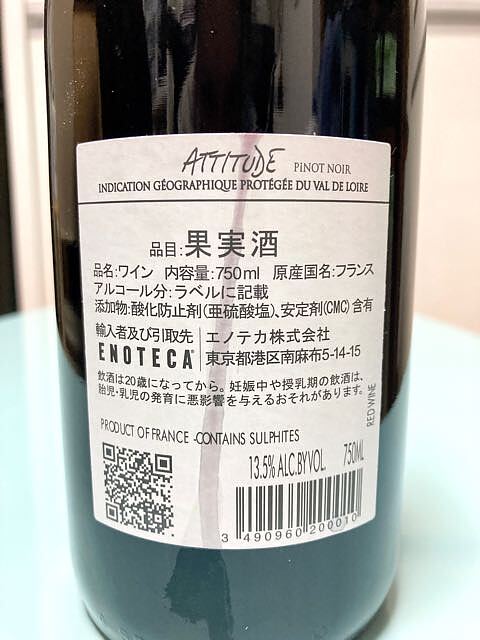 ATTITUDE PINOT NOIR
INDICATION GÉOGRAPHIQUE PROTÉGÉE DU VAL DE LOIRE
品目:果実酒
品名:ワイン 内容量:750ml 原産国名:フランス
アルコール分:ラベルに記載
添加物:酸化防止剤(亜硫酸塩)、安定剤(CMC)含有
輸入者及び引取先 エノテカ株式会社
ENOTECA 東京都港区南麻布5-14-15
飲酒は20歳になってから。妊娠中や授乳期の飲酒は、
胎児・乳児の発育に悪影響を与えるおそれがあります。
RED WINE
PRODUCT OF FRANCE -CONTAINS SULPHITES
13.5% ALC.BY VOL. 750ML
3 490960 200010